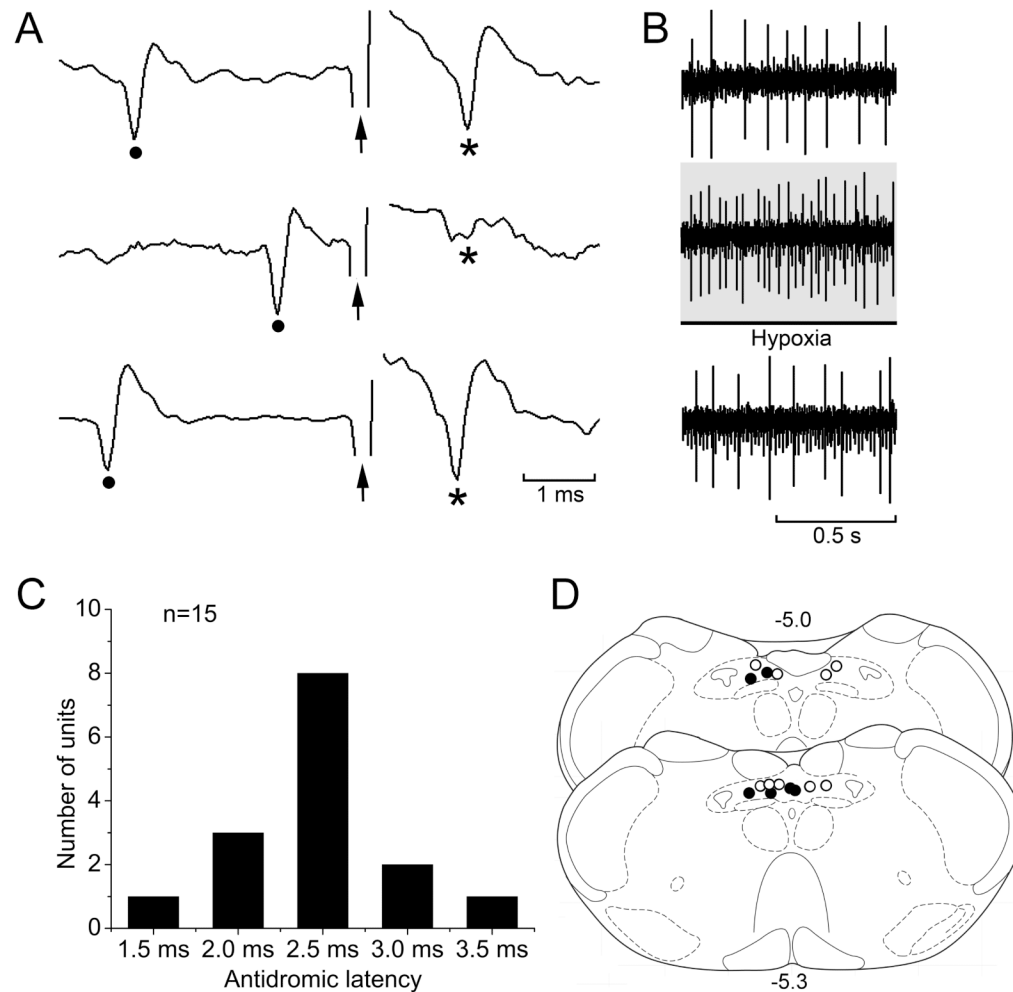 A
B
*
*
Hypoxia
*
1 ms
0.5 s
C
n=15
10
8
6
4
2
0
Number of units
1.5 ms 2.0 ms 2.5 ms 3.0 ms 3.5 ms
Antidromic latency
D
-5.0
-5.3